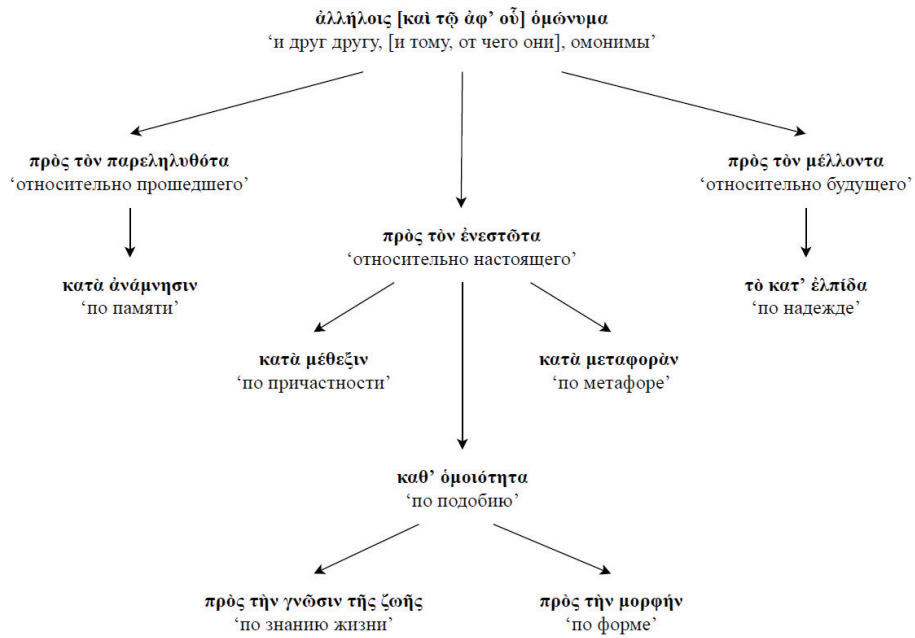 ἀλλήλοις [καὶ τῷ ἀφ’ οὗ] ὁμώνυμα
‘и друг другу, [и тому, от чего они], омонимы’
πρὸς τὸν παρεληλυθότα
‘относительно прошедшего’
πρὸς τὸν μέλλοντα
‘относительно будущего’
πρὸς τὸν ἐνεστῶτα
‘относительно настоящего’
κατὰ ἀνάμνησιν
‘по памяти’
τὸ κατ’ ἐλπίδα
‘по надежде’
κατὰ μέθεξιν
‘по причастности’
κατὰ μεταφορὰν
‘по метафоре’
καθ’ ὁμοιότητα
‘по подобию’
πρὸς τὴν γνῶσιν τῆς ζωῆς
‘по знанию жизни’
πρὸς τὴν μορφήν
‘по форме’